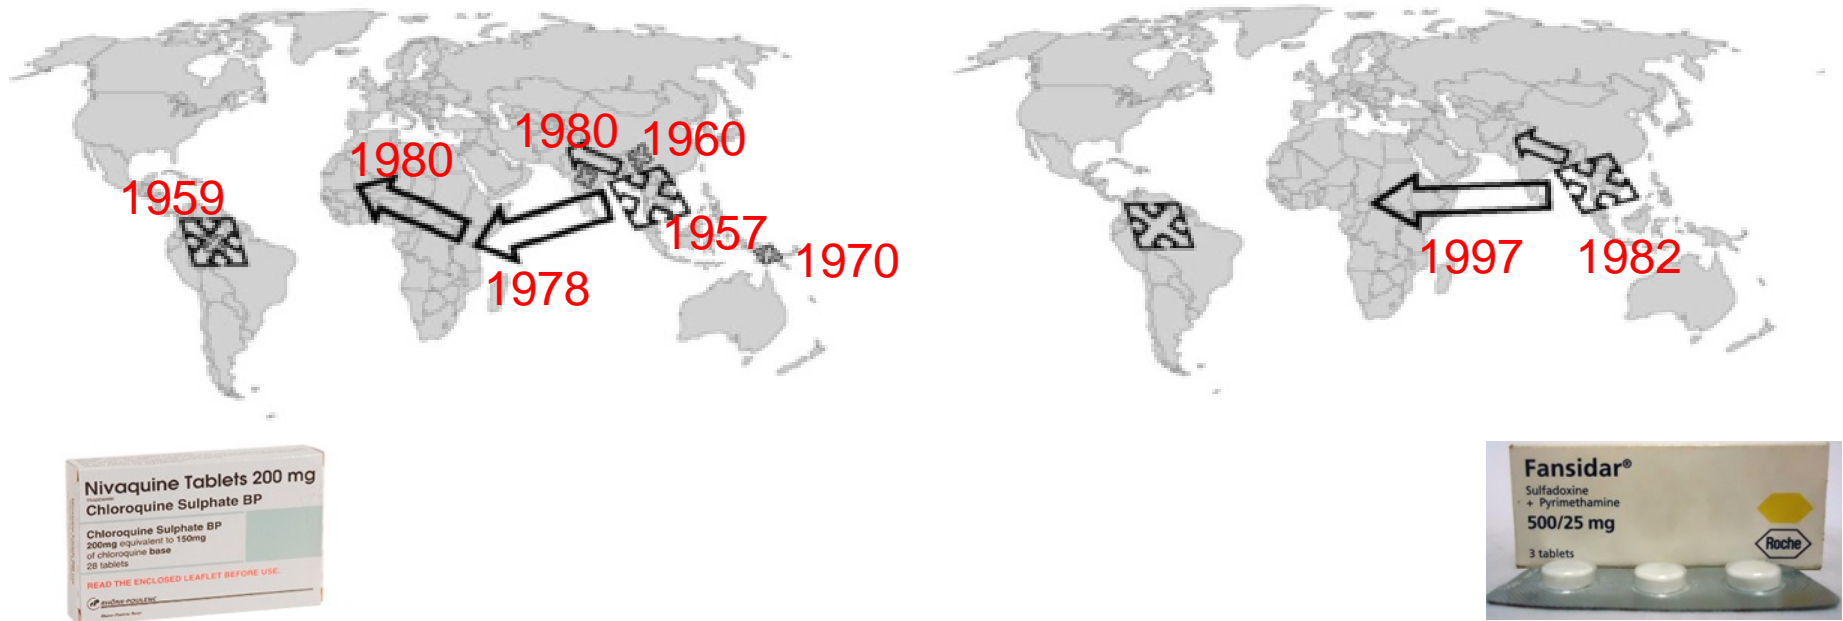 1980
1960
1980
1959
1957
1970
1978
1997
1982
Nivaquine Tablets 200 mg
Chloroquine Sulphate BP
Chloroquine Sulphate BP
200mg equivalent to 150mg
of chloroquine base
28 tablets
READ THE ENCLOSED LEAFLET BEFORE USE.
RHÔNE-POULENC
Fansidar®
Sulfadoxine
+ Pyrimethamine
500/25 mg
Roche
3 tablets